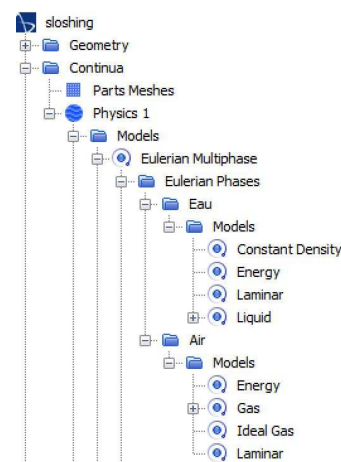 sloshing
Geometry
Continua
Parts Meshes
Physics 1
Models
Eulerian Multiphase
Eulerian Phases
Eau
Models
Constant Density
Energy
Laminar
Liquid
Air
Models
Energy
Gas
Ideal Gas
Laminar